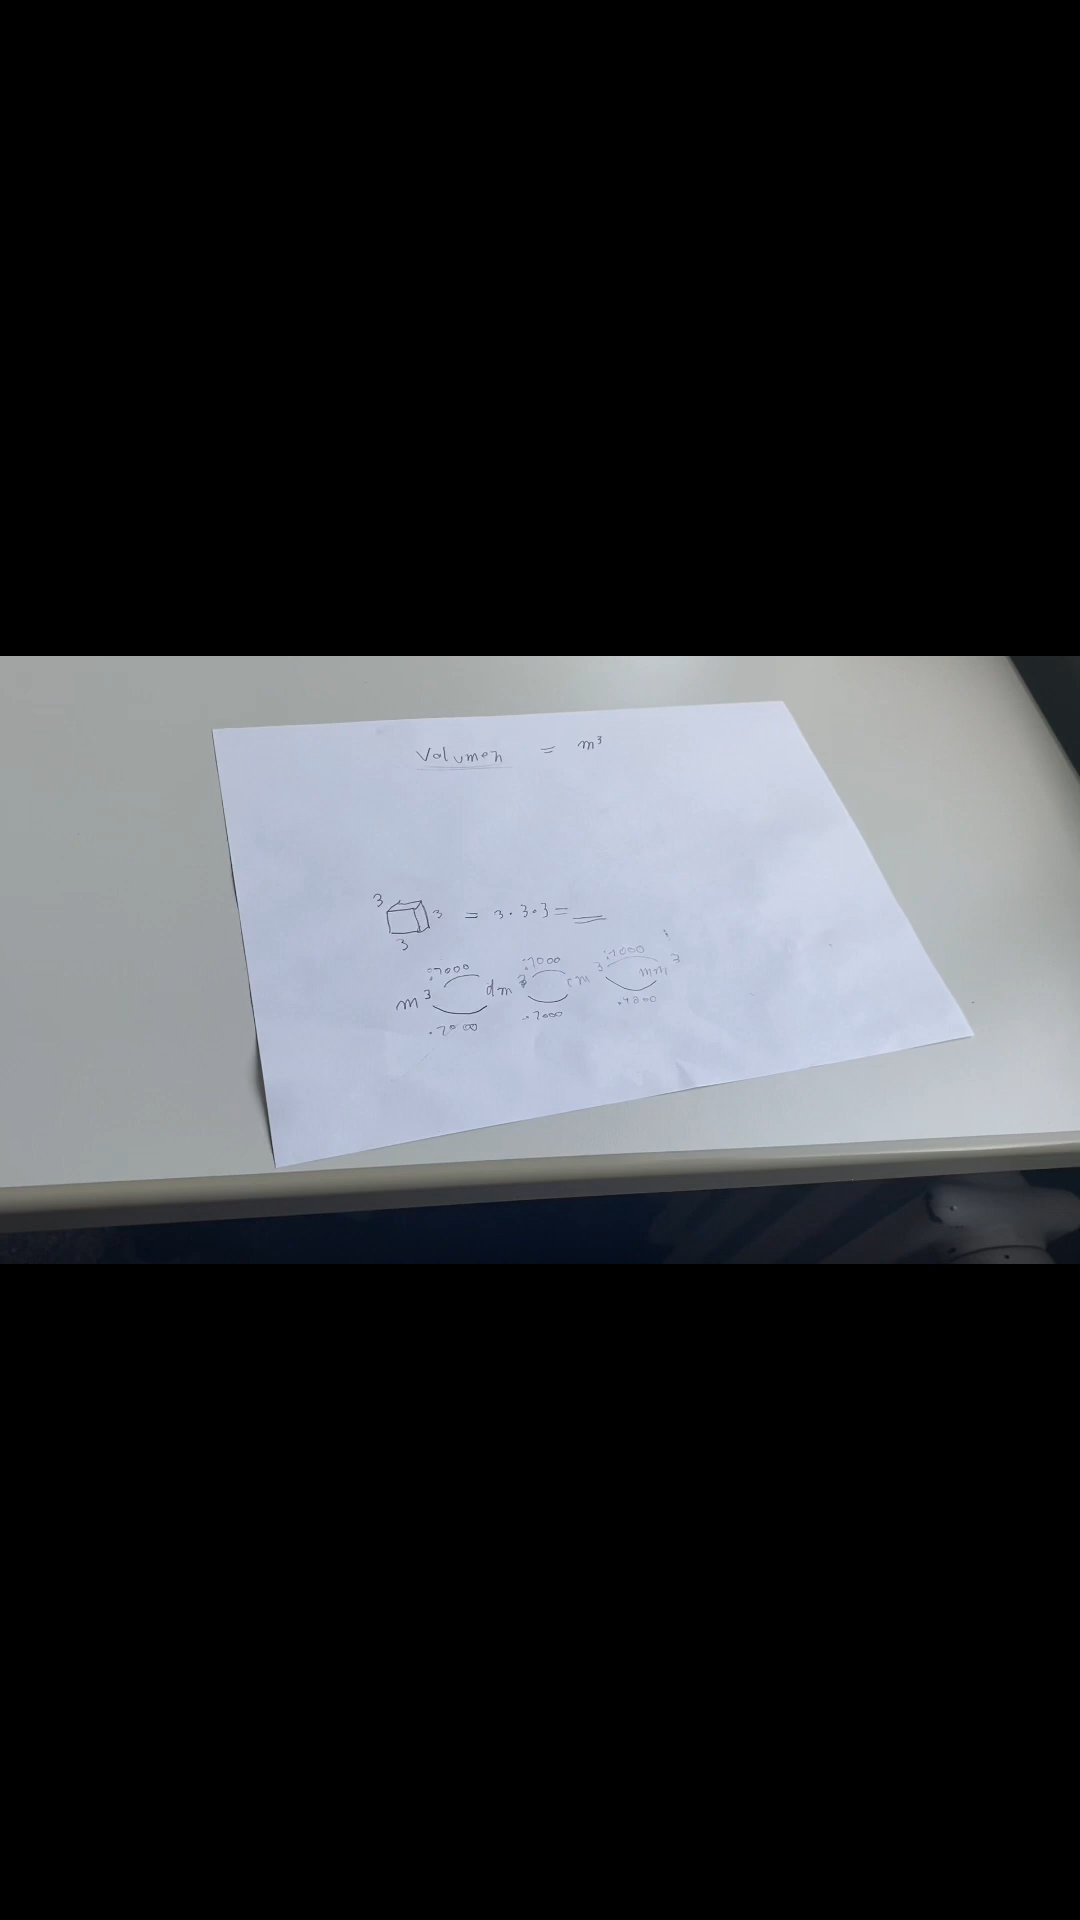 Volumen = m³
3
3 = 3·3·3=
3
:1000 :1000 :1000
m³ dm³ cm³ mm³
·1000 ·1000 ·1000